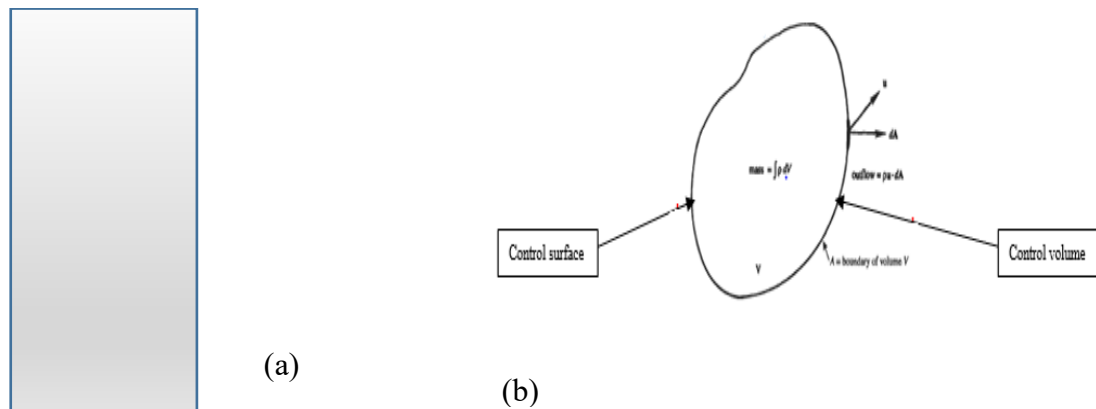 u
dA
mass = ∫ρ dV
outflow = ρu·dA
Control surface
Control volume
V
A = boundary of volume V
(a)
(b)